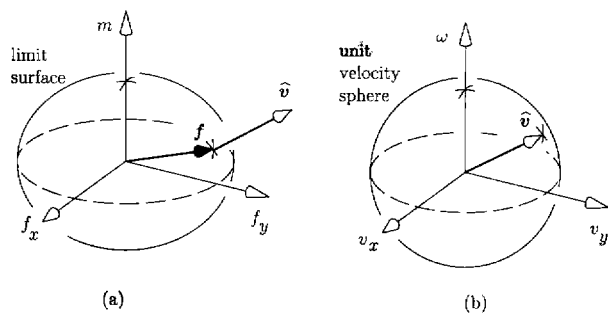 m
limit
surface
f
v̂
f_x
f_y
(a)
ω
unit
velocity
sphere
v̂
v_x
v_y
(b)